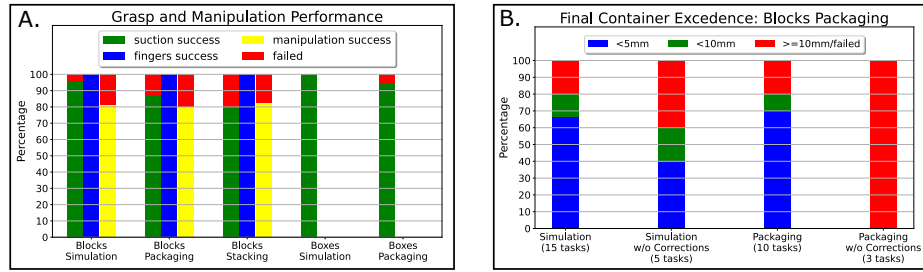 A.
Grasp and Manipulation Performance
suction success
manipulation success
fingers success
failed
100
90
80
70
60
50
40
30
20
10
0
Percentage
Blocks
Simulation
Blocks
Packaging
Blocks
Stacking
Boxes
Simulation
Boxes
Packaging
B.
Final Container Excedence: Blocks Packaging
<5mm
<10mm
>=10mm/failed
100
90
80
70
60
50
40
30
20
10
0
Percentage
Simulation
(15 tasks)
Simulation
w/o Corrections
(5 tasks)
Packaging
(10 tasks)
Packaging
w/o Corrections
(3 tasks)